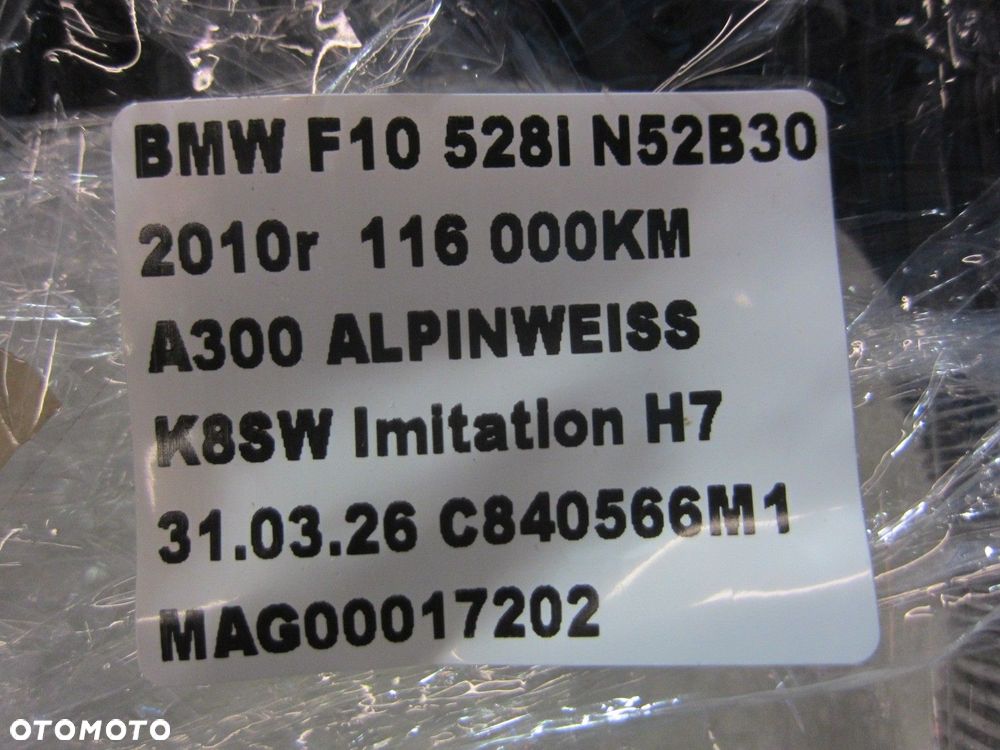 BMW F10 528i N52B30
2010r 116 000KM
A300 ALPINWEISS
K8SW Imitation H7
31.03.26 C840566M1
MAG00017202
OTOMOTO